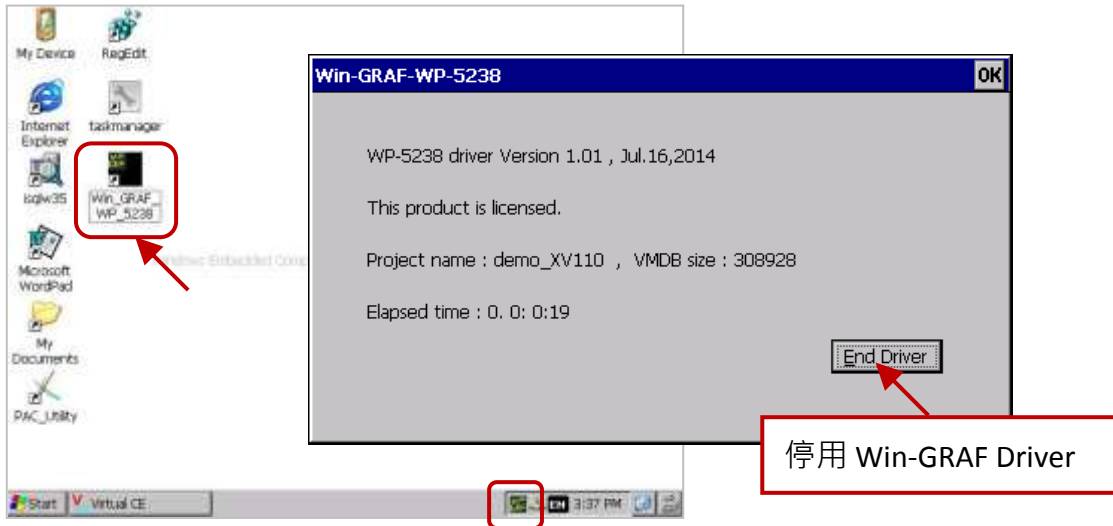 My Device
RegEdit
Internet
Explorer
taskmanager
isqlw35
Win_GRAF_
WP_5238
Microsoft
WordPad
My
Documents
PAC_Utility
Windows Embedded Comp
Win-GRAF-WP-5238
OK
WP-5238 driver Version 1.01 , Jul.16,2014
This product is licensed.
Project name : demo_XV110 , VMDB size : 308928
Elapsed time : 0. 0: 0:19
End Driver
停用 Win-GRAF Driver
Start
Virtual CE
EN
3:37 PM